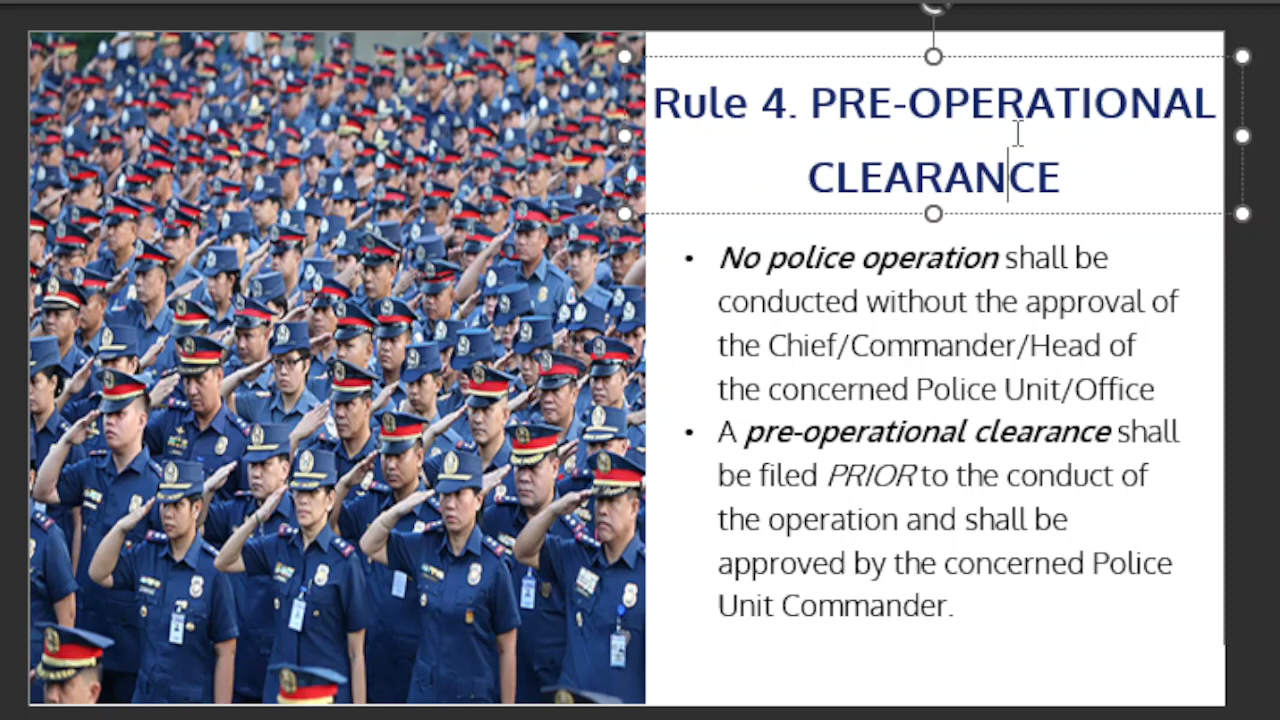 Rule 4. PRE-OPERATIONAL
CLEARANCE
• No police operation shall be
conducted without the approval of
the Chief/Commander/Head of
the concerned Police Unit/Office
• A pre-operational clearance shall
be filed PRIOR to the conduct of
the operation and shall be
approved by the concerned Police
Unit Commander.